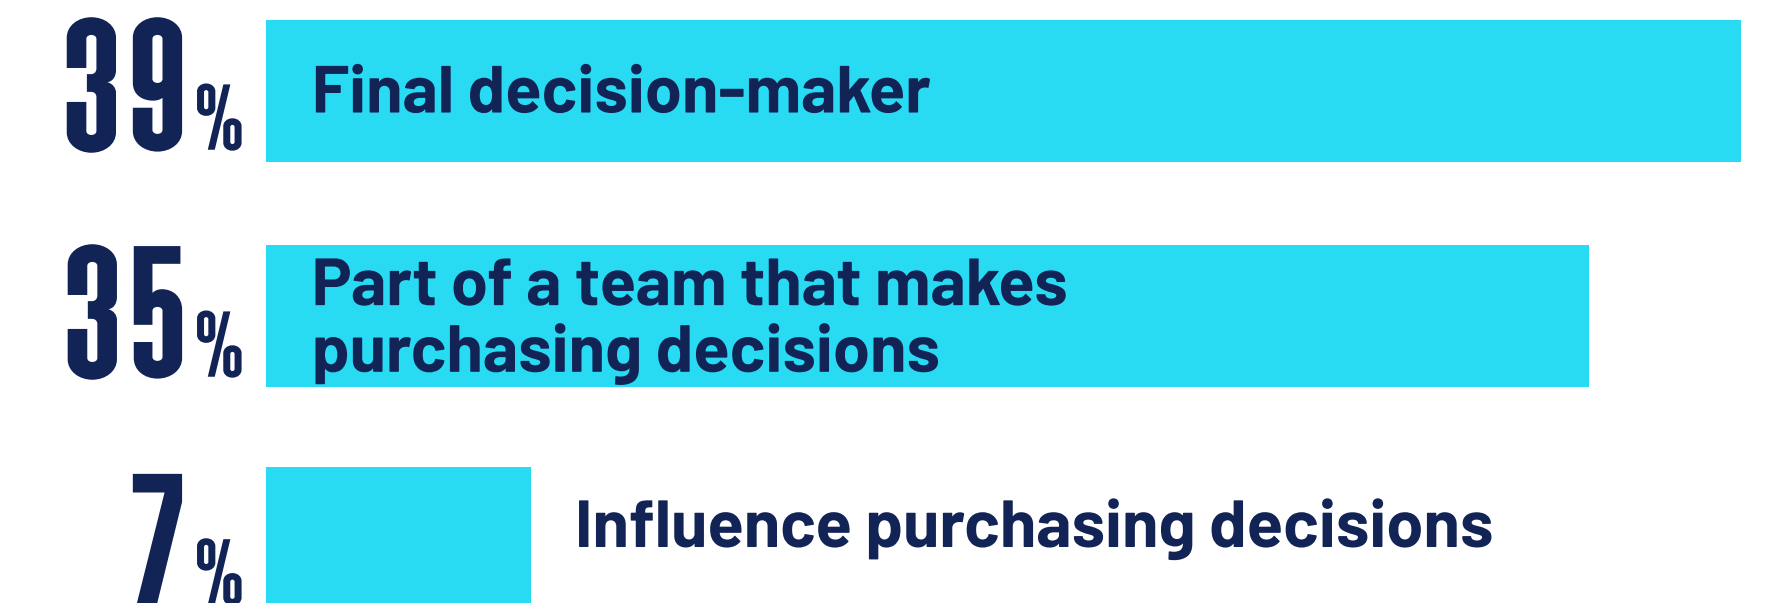 39% Final decision-maker
35% Part of a team that makes
purchasing decisions
7% Influence purchasing decisions